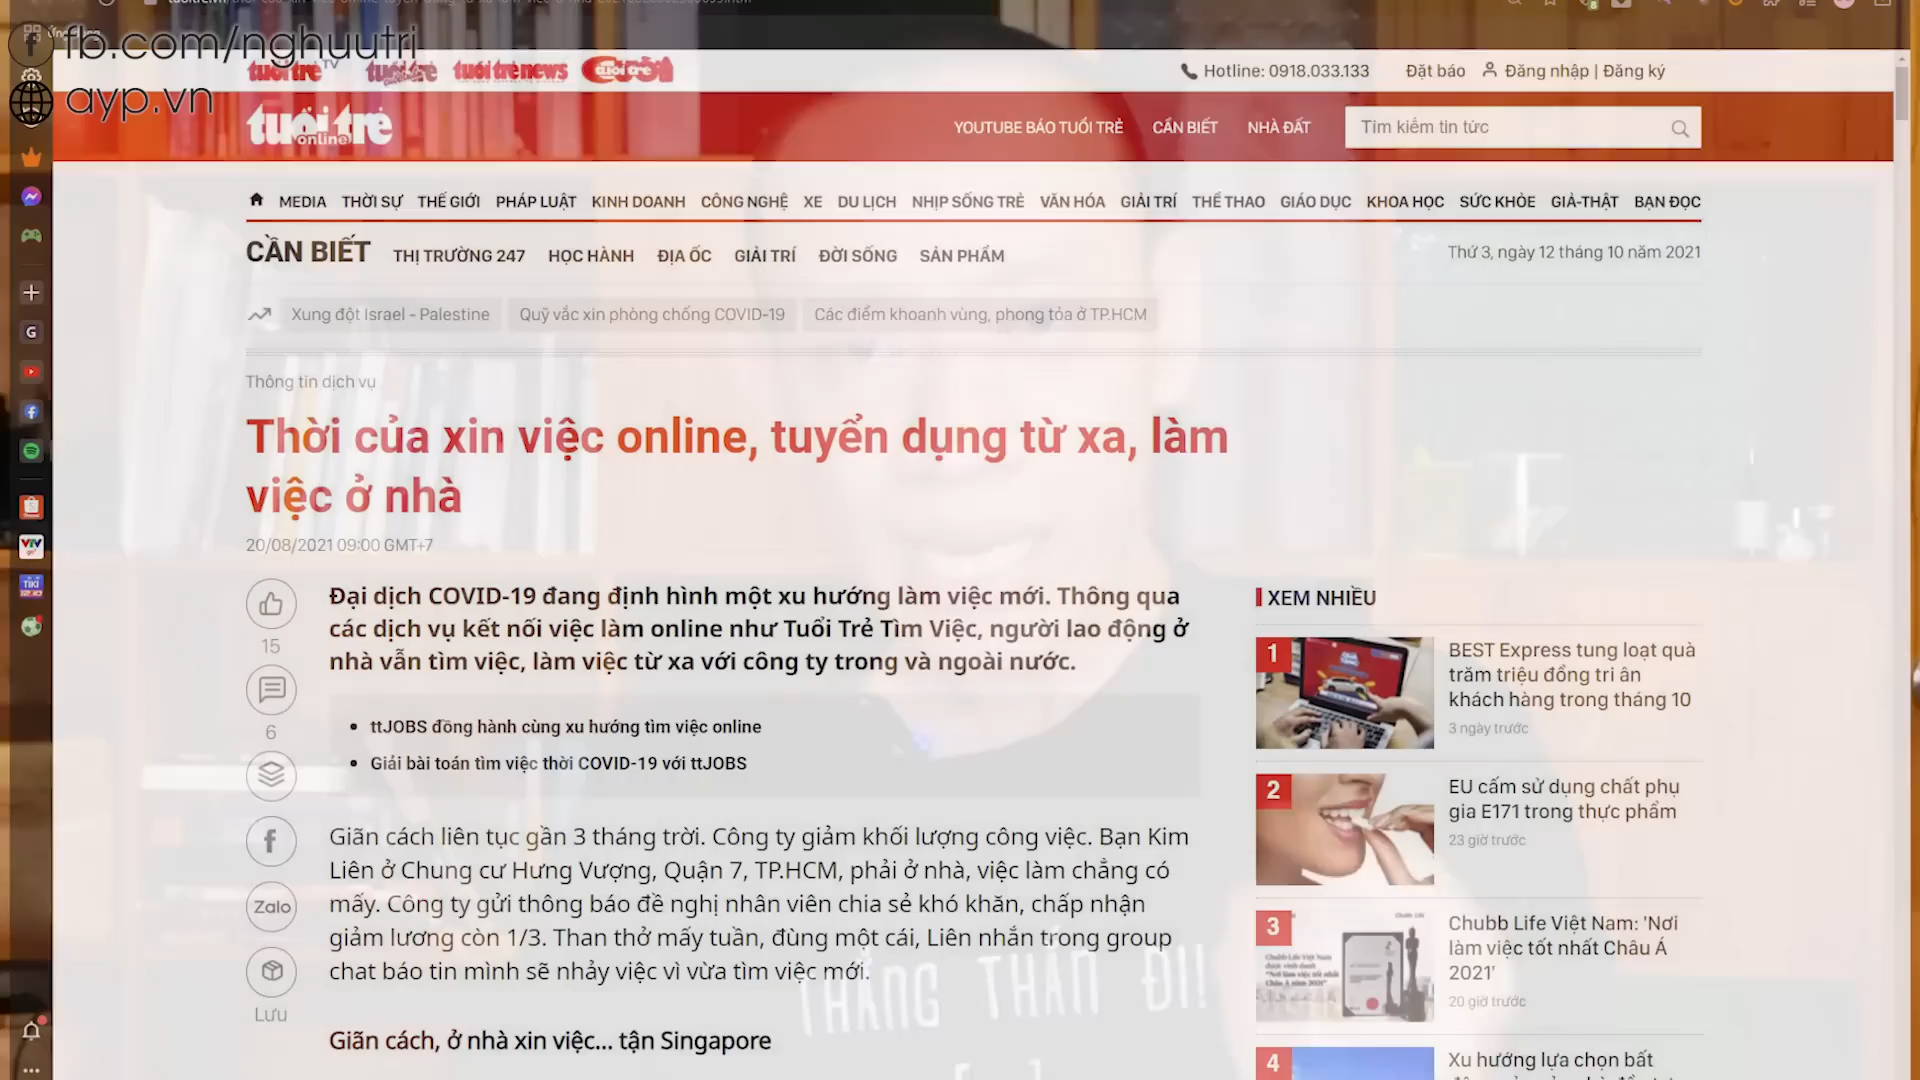 fb.com/nghuutri
ayp.vn
tuổi trẻ TV
tuổi trẻ
tuổi trẻ news
tuổi trẻ cười
Hotline: 0918.033.133
Đặt báo
Đăng nhập | Đăng ký
tuổi trẻ online
YOUTUBE BÁO TUỔI TRẺ
CẦN BIẾT
NHÀ ĐẤT
Tìm kiếm tin tức
MEDIA THỜI SỰ THẾ GIỚI PHÁP LUẬT KINH DOANH CÔNG NGHỆ XE DU LỊCH NHỊP SỐNG TRẺ VĂN HÓA GIẢI TRÍ THỂ THAO GIÁO DỤC KHOA HỌC SỨC KHỎE GIẢ-THẬT BẠN ĐỌC
CẦN BIẾT THỊ TRƯỜNG 247 HỌC HÀNH ĐỊA ỐC GIẢI TRÍ ĐỜI SỐNG SẢN PHẨM
Thứ 3, ngày 12 tháng 10 năm 2021
Xung đột Israel - Palestine
Quỹ vắc xin phòng chống COVID-19
Các điểm khoanh vùng, phong tỏa ở TP.HCM
Thông tin dịch vụ
Thời của xin việc online, tuyển dụng từ xa, làm
việc ở nhà
20/08/2021 09:00 GMT+7
15
6
Zalo
Lưu
Đại dịch COVID-19 đang định hình một xu hướng làm việc mới. Thông qua
các dịch vụ kết nối việc làm online như Tuổi Trẻ Tìm Việc, người lao động ở
nhà vẫn tìm việc, làm việc từ xa với công ty trong và ngoài nước.
• ttJOBS đồng hành cùng xu hướng tìm việc online
• Giải bài toán tìm việc thời COVID-19 với ttJOBS
Giãn cách liên tục gần 3 tháng trời. Công ty giảm khối lượng công việc. Bạn Kim
Liên ở Chung cư Hưng Vượng, Quận 7, TP.HCM, phải ở nhà, việc làm chẳng có
mấy. Công ty gửi thông báo đề nghị nhân viên chia sẻ khó khăn, chấp nhận
giảm lương còn 1/3. Than thở mấy tuần, đùng một cái, Liên nhắn trong group
chat báo tin mình sẽ nhảy việc vì vừa tìm việc mới.
Giãn cách, ở nhà xin việc... tận Singapore
THẲNG THẮN ĐI!
XEM NHIỀU
1
BEST Express tung loạt quà
trăm triệu đồng tri ân
khách hàng trong tháng 10
3 ngày trước
2
EU cấm sử dụng chất phụ
gia E171 trong thực phẩm
23 giờ trước
3
Chubb Life Việt Nam: 'Nơi
làm việc tốt nhất Châu Á
2021'
20 giờ trước
4
Xu hướng lựa chọn bất